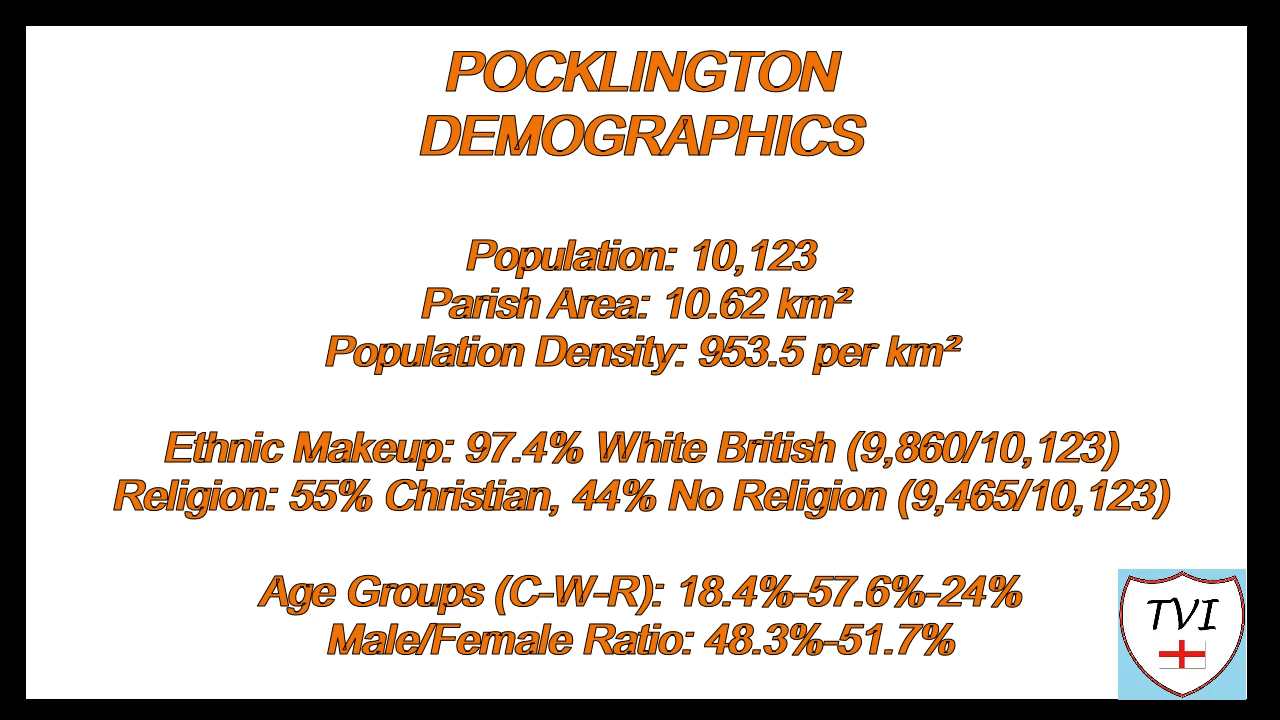 POCKLINGTON
DEMOGRAPHICS
Population: 10,123
Parish Area: 10.62 km²
Population Density: 953.5 per km²
Ethnic Makeup: 97.4% White British (9,860/10,123)
Religion: 55% Christian, 44% No Religion (9,465/10,123)
Age Groups (C-W-R): 18.4%-57.6%-24%
Male/Female Ratio: 48.3%-51.7%
TVI